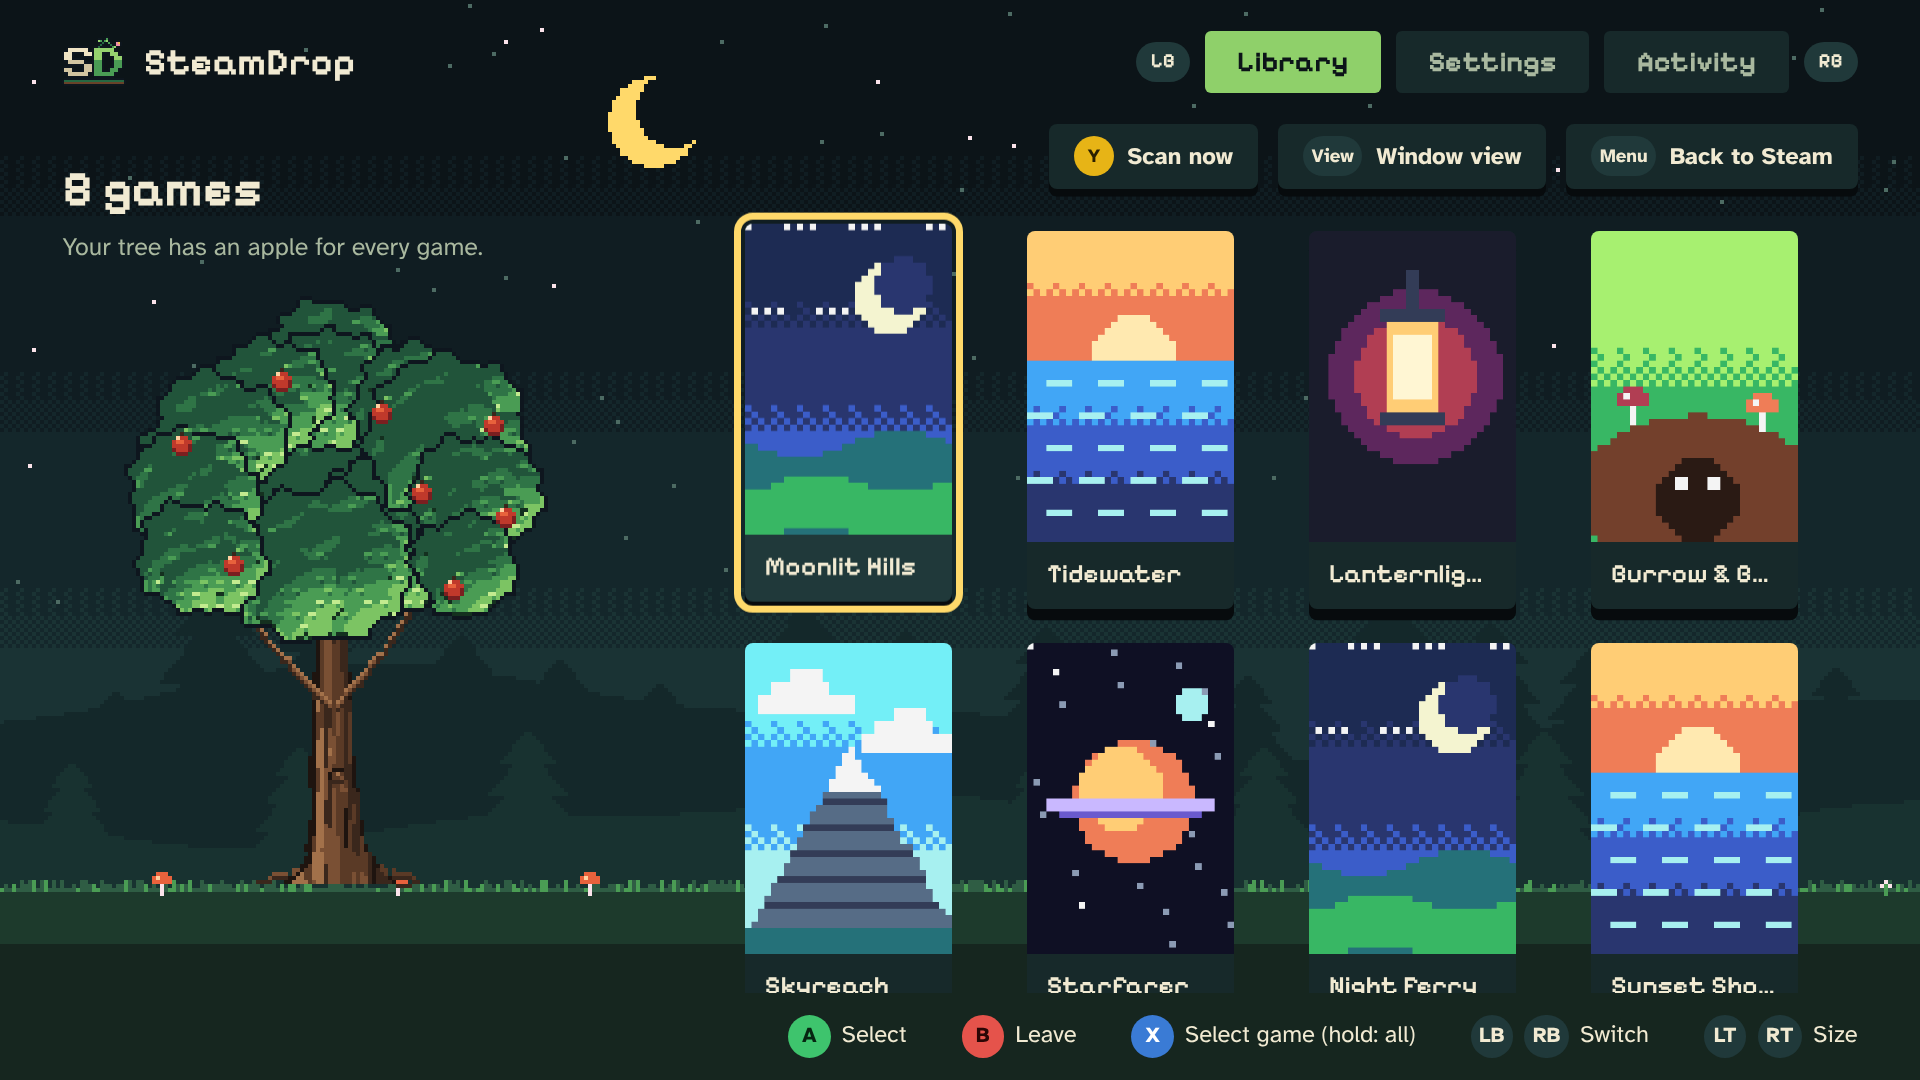 SD SteamDrop
LB Library Settings Activity RB
Y Scan now View Window view Menu Back to Steam
8 games
Your tree has an apple for every game.
Moonlit Hills
Tidewater
Lanternlig...
Burrow & B...
Skyreach
Starfarer
Night Ferry
Sunset Sho...
A Select B Leave X Select game (hold: all) LB RB Switch LT RT Size